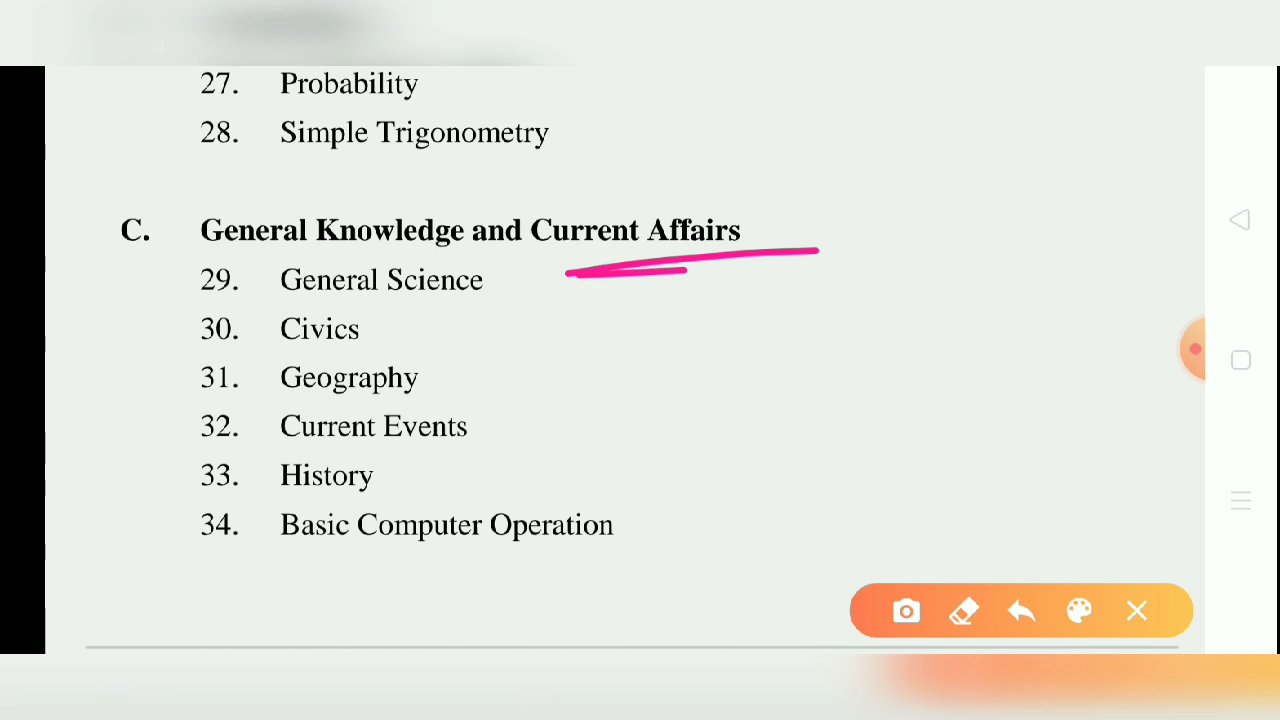 27. Probability
28. Simple Trigonometry
C. General Knowledge and Current Affairs
29. General Science
30. Civics
31. Geography
32. Current Events
33. History
34. Basic Computer Operation